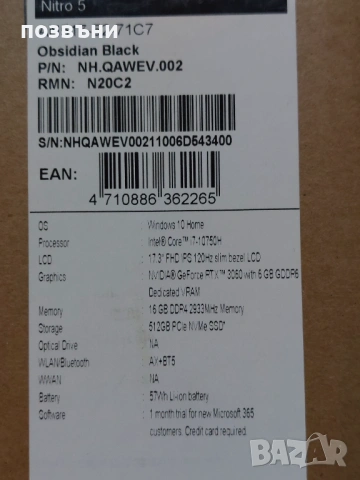 Nitro 5
позвъни
71C7
Obsidian Black
P/N: NH.QAWEV.002
RMN: N20C2
S/N:NHQAWEV00211006D543400
EAN:
4 710886 362265
OS Windows 10 Home
Processor Intel® Core™ i7-10750H
LCD 17.3" FHD IPS 120Hz slim bezel LCD
Graphics NVIDIA® GeForce RTX™ 3060 with 6 GB GDDR6
Dedicated VRAM
Memory 16 GB DDR4 2933MHz Memory
Storage 512GB PCIe NVMe SSD*
Optical Drive NA
WLAN/Bluetooth AX+BT5
WWAN NA
Battery 57Wh Li-ion battery
Software 1 month trial for new Microsoft 365
customers. Credit card required.
BAZAR